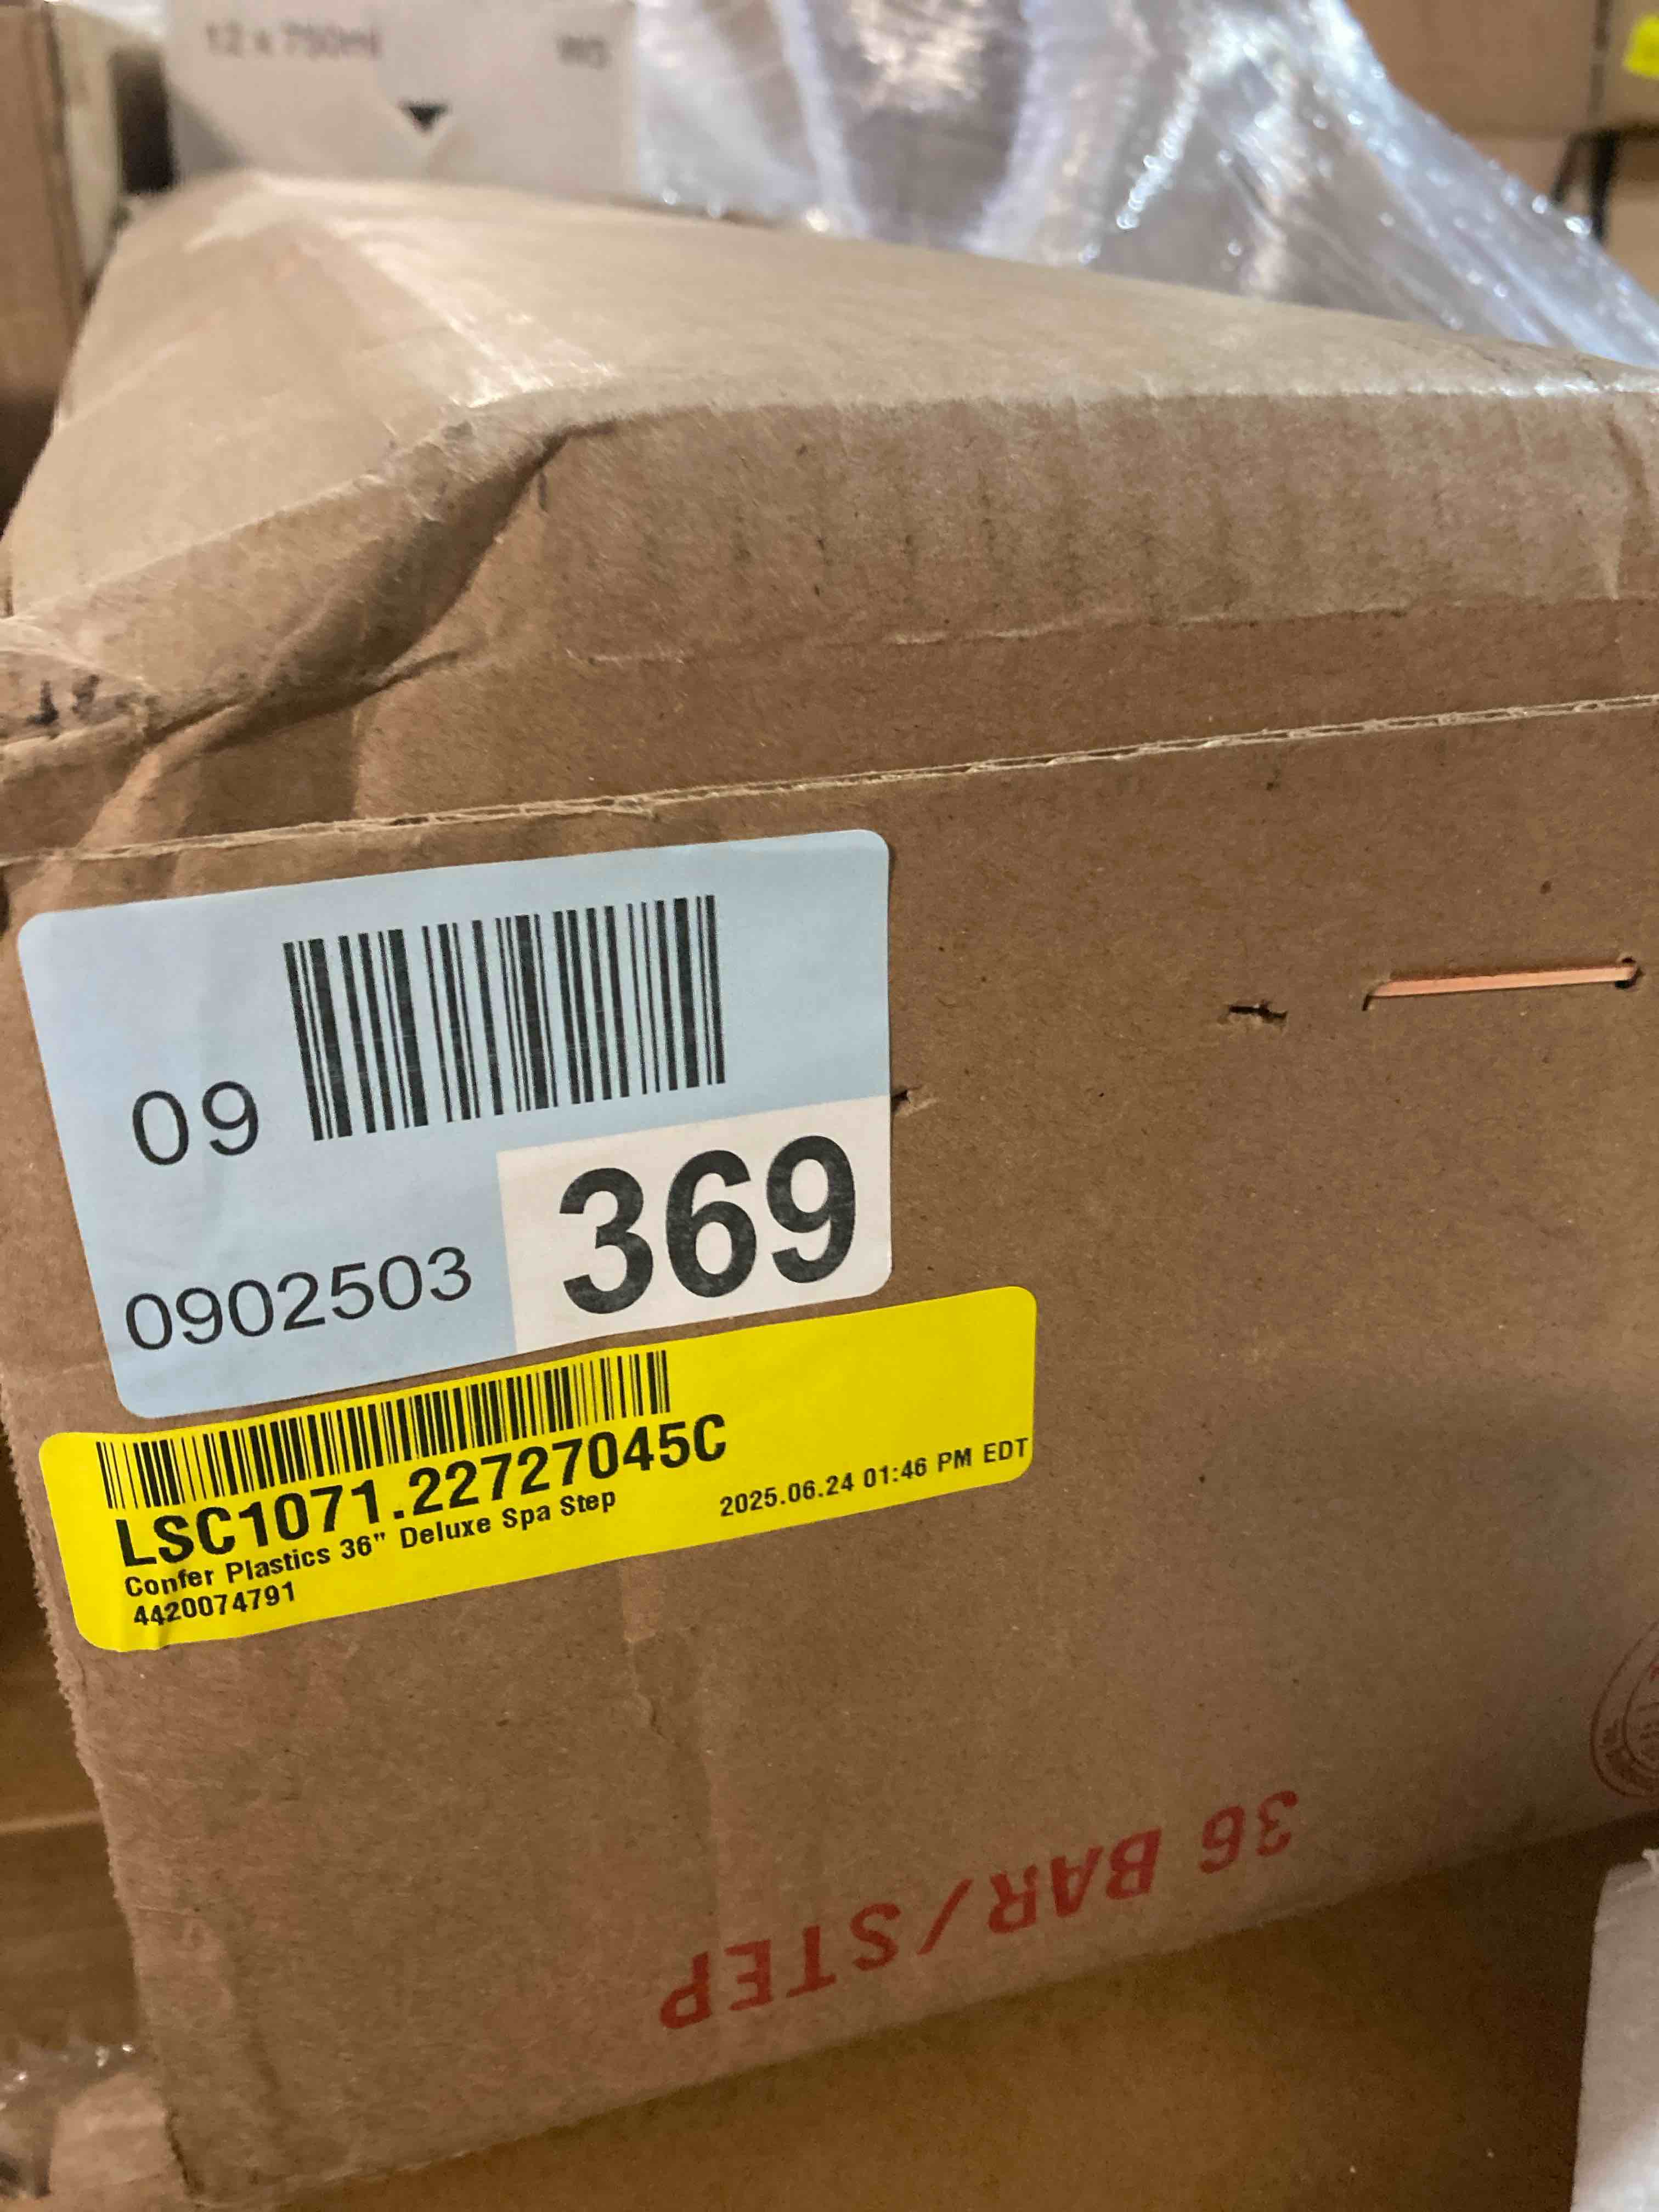 12 x 750ml
09
0902503
369
LSC1071.22727045C
Confer Plastics 36" Deluxe Spa Step
2025.06.24 01:46 PM EDT
4420074791
36 BAR/STEP